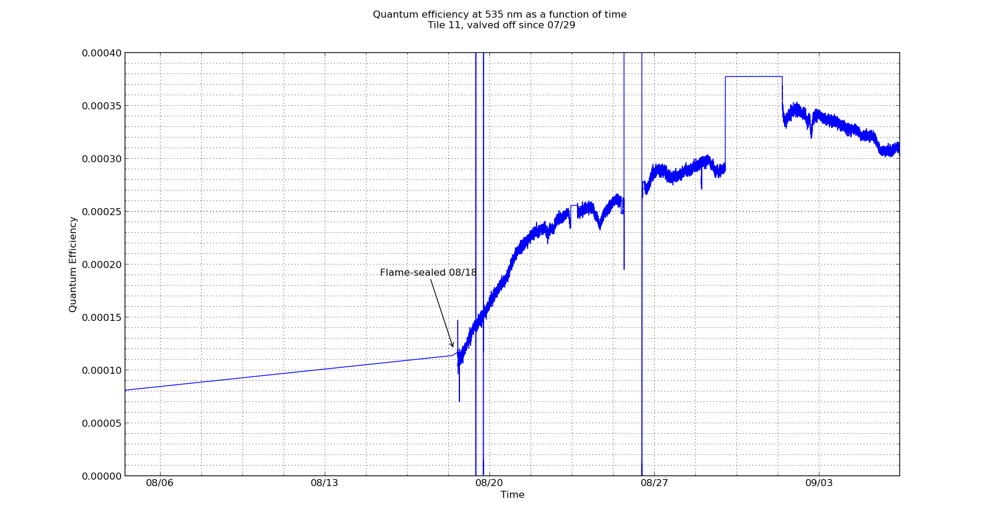 Quantum efficiency at 535 nm as a function of time
Tile 11, valved off since 07/29
0.00040
0.00035
0.00030
0.00025
0.00020
0.00015
0.00010
0.00005
0.00000
Quantum Efficiency
Flame-sealed 08/18
08/06 08/13 08/20 08/27 09/03
Time